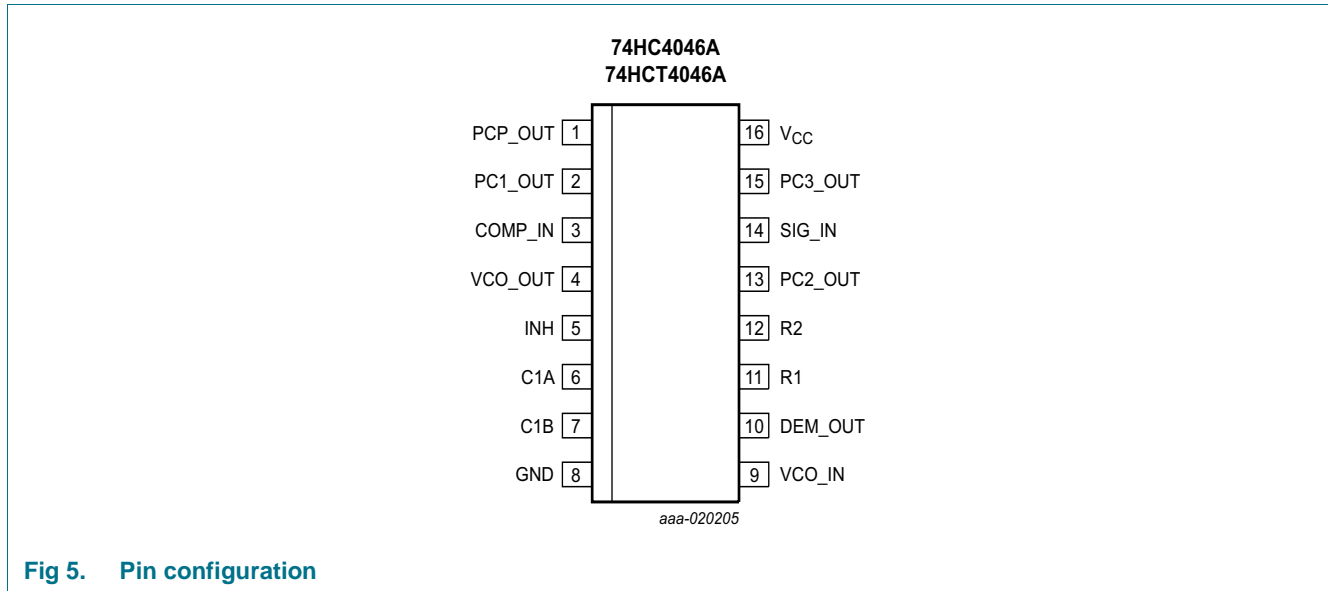 74HC4046A
74HCT4046A
PCP_OUT 1 16 VCC
PC1_OUT 2 15 PC3_OUT
COMP_IN 3 14 SIG_IN
VCO_OUT 4 13 PC2_OUT
INH 5 12 R2
C1A 6 11 R1
C1B 7 10 DEM_OUT
GND 8 9 VCO_IN
aaa-020205
Fig 5. Pin configuration